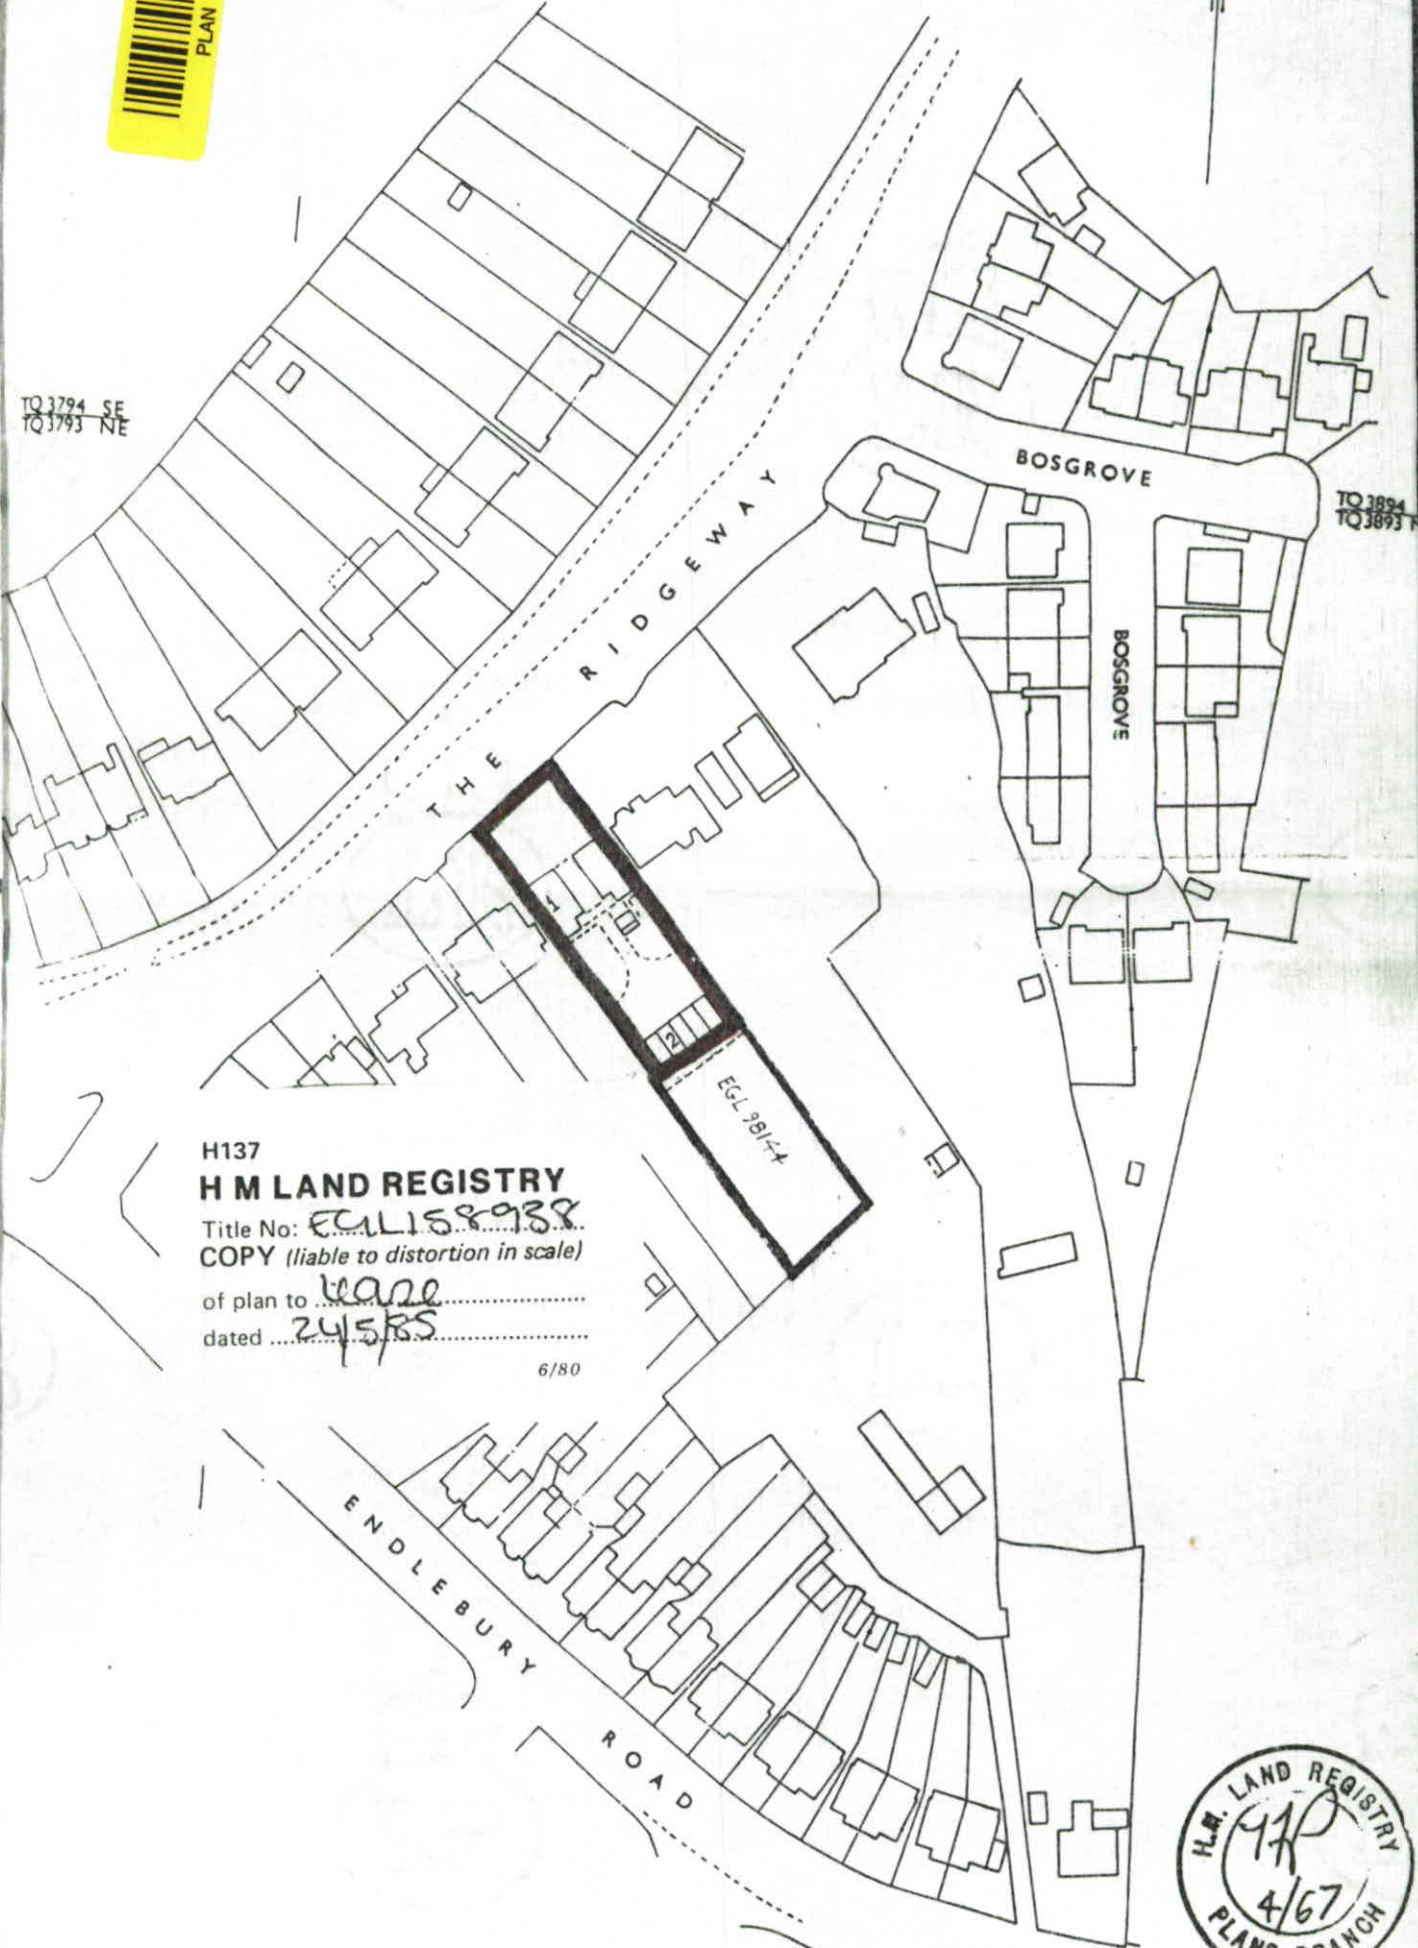 PLAN
TQ 3794 SE
TQ 3793 NE
BOSGROVE
TQ 3894
TQ 3893 N
THE RIDGEWAY
BOSGROVE
1
2
EGL 98144
H137
H M LAND REGISTRY
Title No: EGL158938
COPY (liable to distortion in scale)
of plan to lease
dated 24/5/85
6/80
ENDLEBURY ROAD
H.M. LAND REGISTRY
4/67
PLANS BRANCH